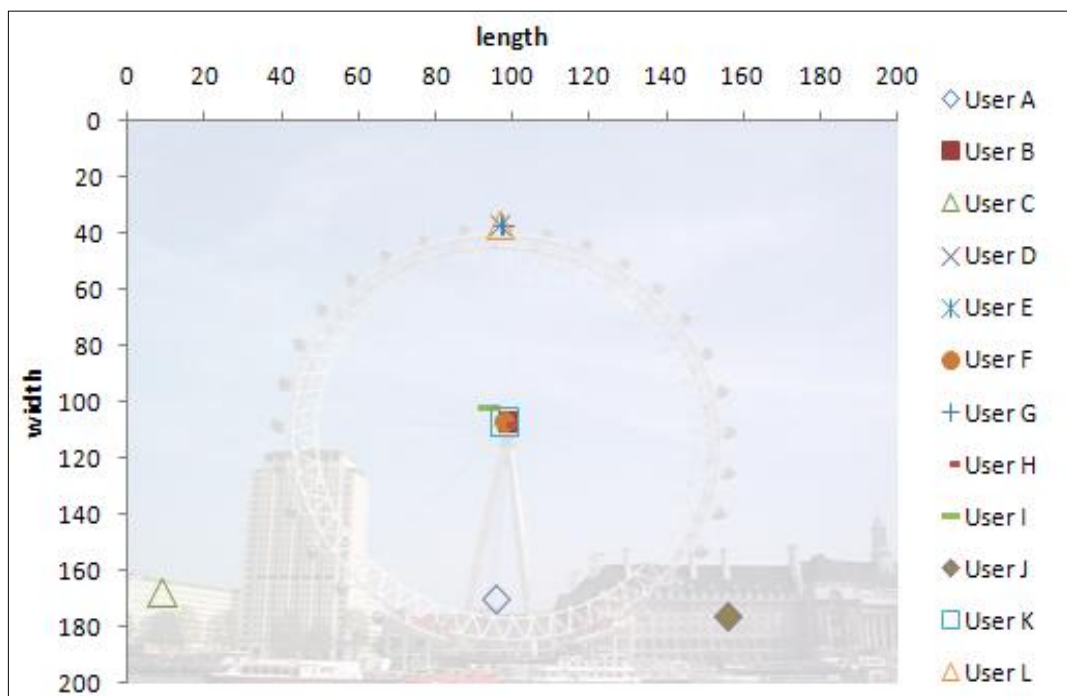 length
0 20 40 60 80 100 120 140 160 180 200
width
0
20
40
60
80
100
120
140
160
180
200
User A
User B
User C
User D
User E
User F
User G
User H
User I
User J
User K
User L